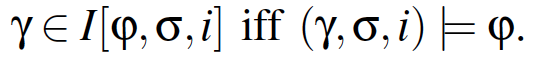 γ ∈ I[φ, σ, i] iff (γ, σ, i) ⊨ φ.